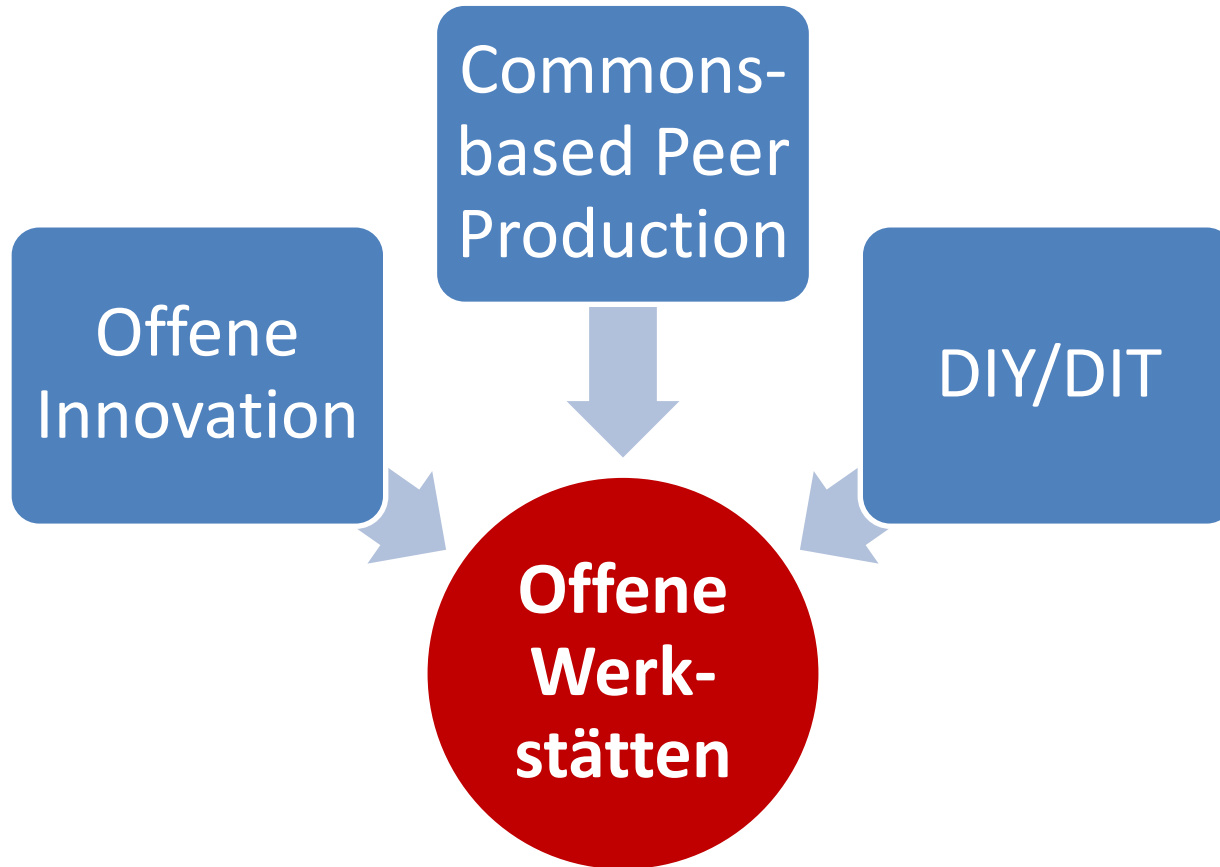 Commons-
based Peer
Production
Offene
Innovation
DIY/DIT
Offene
Werk-
stätten